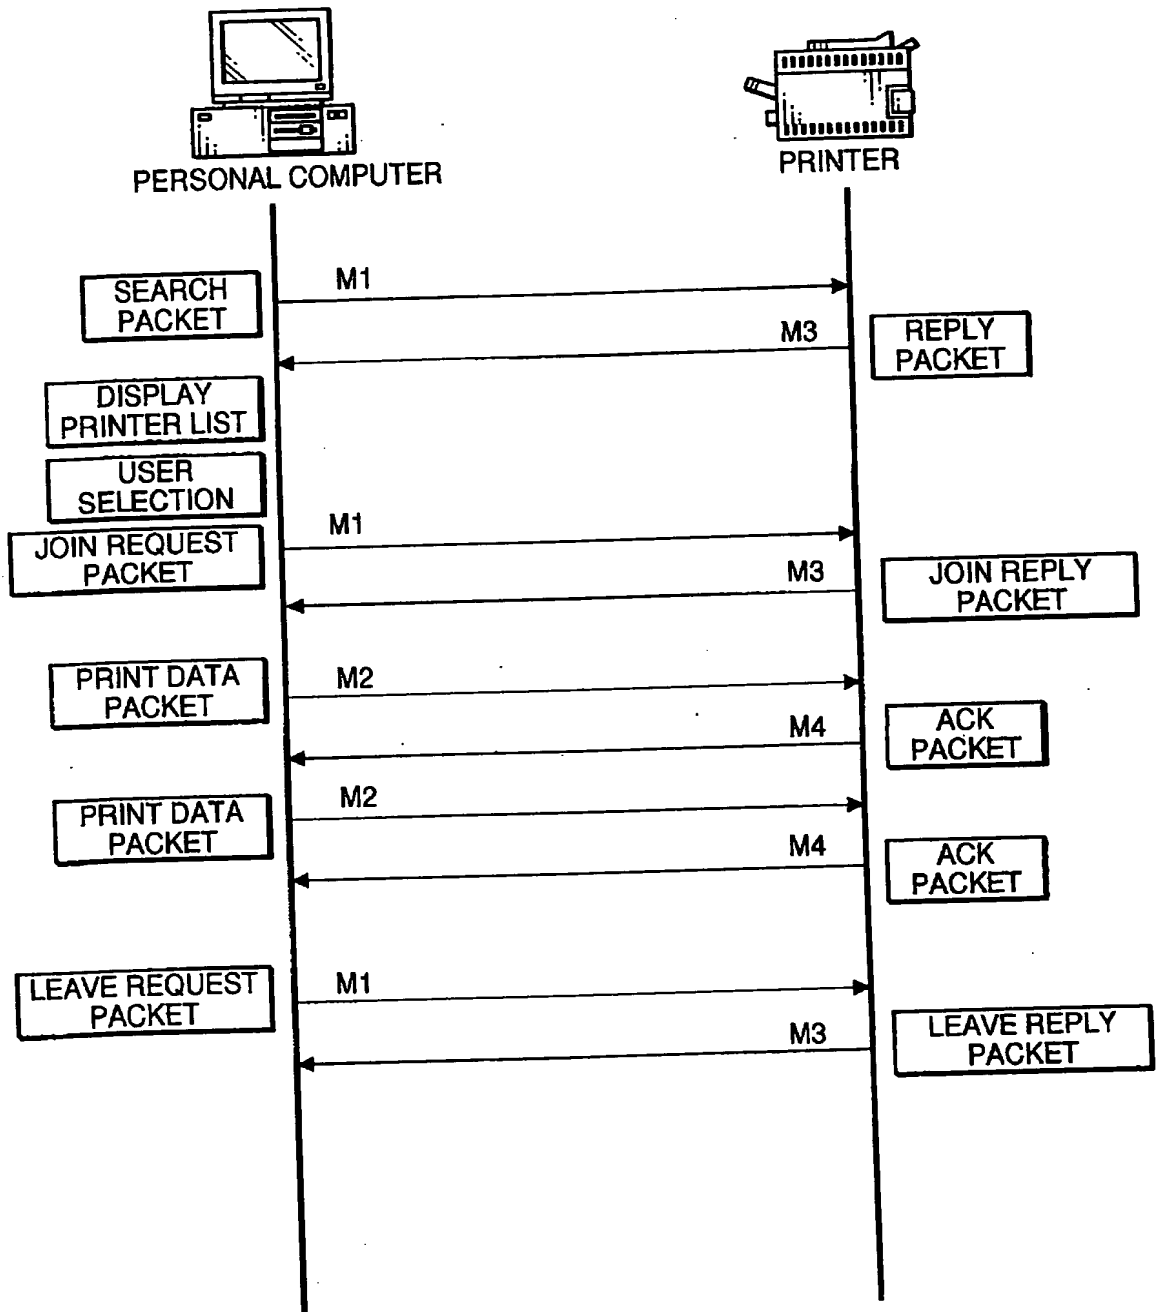 PERSONAL COMPUTER
PRINTER
SEARCH
PACKET
M1
M3
REPLY
PACKET
DISPLAY
PRINTER LIST
USER
SELECTION
JOIN REQUEST
PACKET
M1
M3
JOIN REPLY
PACKET
PRINT DATA
PACKET
M2
M4
ACK
PACKET
PRINT DATA
PACKET
M2
M4
ACK
PACKET
LEAVE REQUEST
PACKET
M1
M3
LEAVE REPLY
PACKET